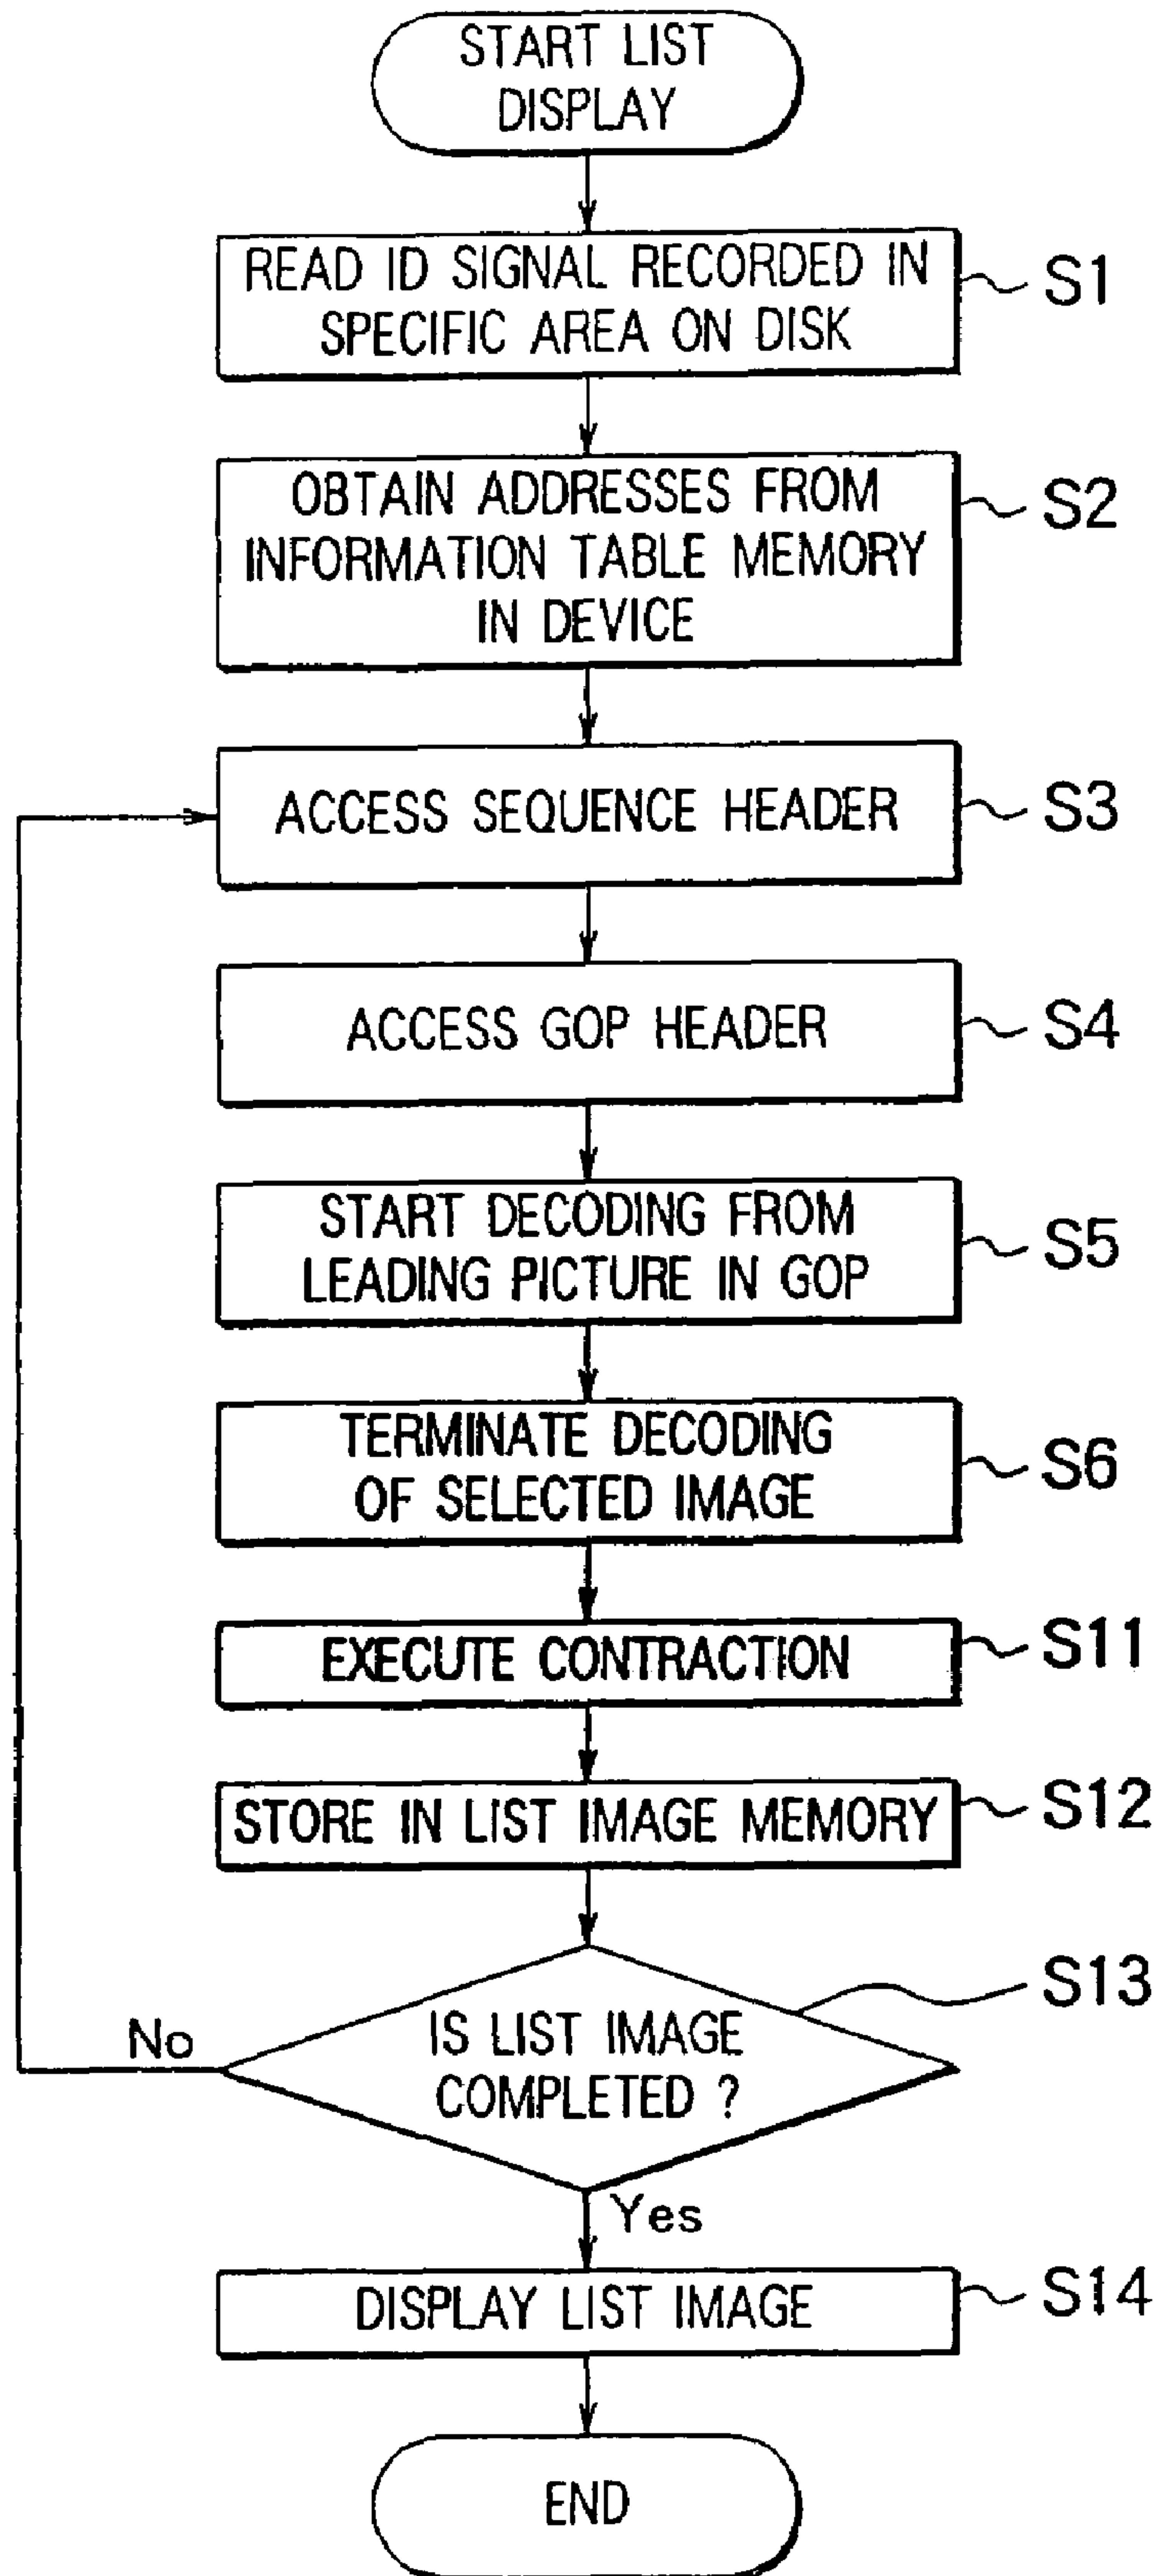 START LIST
DISPLAY
READ ID SIGNAL RECORDED IN
SPECIFIC AREA ON DISK
S1
OBTAIN ADDRESSES FROM
INFORMATION TABLE MEMORY
IN DEVICE
S2
ACCESS SEQUENCE HEADER
S3
ACCESS GOP HEADER
S4
START DECODING FROM
LEADING PICTURE IN GOP
S5
TERMINATE DECODING
OF SELECTED IMAGE
S6
EXECUTE CONTRACTION
S11
STORE IN LIST IMAGE MEMORY
S12
IS LIST IMAGE
COMPLETED ?
S13
No
Yes
DISPLAY LIST IMAGE
S14
END